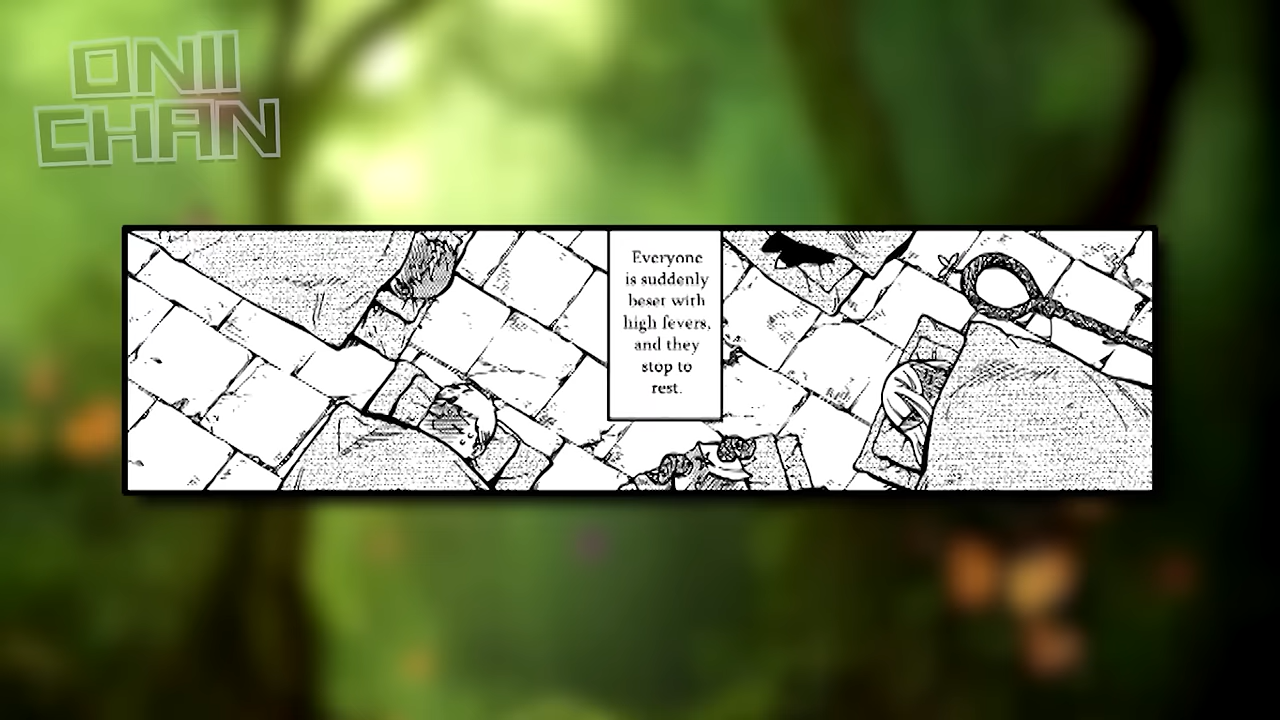 ONII
CHAN
Everyone
is suddenly
beset with
high fevers,
and they
stop to
rest.